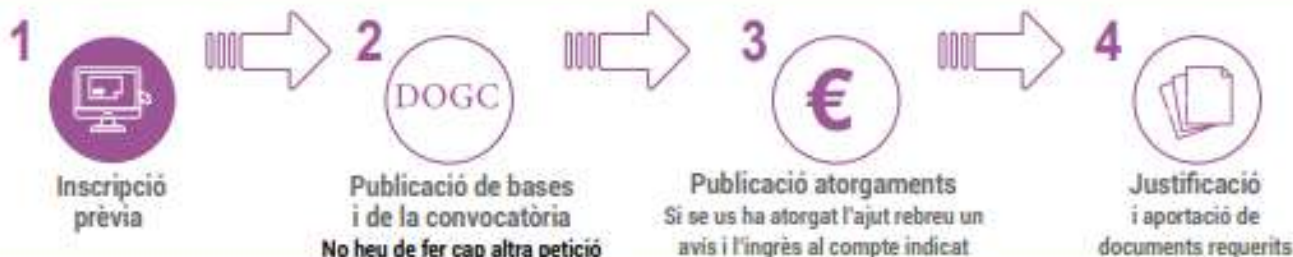 1
Inscripció
prèvia
2
DOGC
Publicació de bases
i de la convocatòria
No heu de fer cap altra petició
3
€
Publicació atorgaments
Si se us ha atorgat l'ajut rebreu un
avís i l'ingrès al compte indicat
4
Justificació
i aportació de
documents requerits